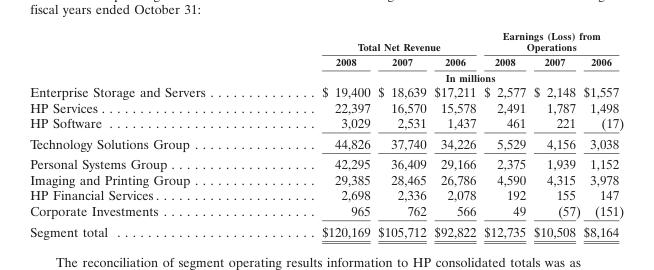 fiscal years ended October 31:
Earnings (Loss) from
Total Net Revenue Operations
2008 2007 2006 2008 2007 2006
In millions
Enterprise Storage and Servers . . . . . . . . . . . . . . $ 19,400 $ 18,639 $17,211 $ 2,577 $ 2,148 $1,557
HP Services . . . . . . . . . . . . . . . . . . . . . . . . . . . . 22,397 16,570 15,578 2,491 1,787 1,498
HP Software . . . . . . . . . . . . . . . . . . . . . . . . . . . 3,029 2,531 1,437 461 221 (17)
Technology Solutions Group . . . . . . . . . . . . . . . . 44,826 37,740 34,226 5,529 4,156 3,038
Personal Systems Group . . . . . . . . . . . . . . . . . . . 42,295 36,409 29,166 2,375 1,939 1,152
Imaging and Printing Group . . . . . . . . . . . . . . . . 29,385 28,465 26,786 4,590 4,315 3,978
HP Financial Services . . . . . . . . . . . . . . . . . . . . . 2,698 2,336 2,078 192 155 147
Corporate Investments . . . . . . . . . . . . . . . . . . . . 965 762 566 49 (57) (151)
Segment total . . . . . . . . . . . . . . . . . . . . . . . . . . $120,169 $105,712 $92,822 $12,735 $10,508 $8,164
The reconciliation of segment operating results information to HP consolidated totals was as